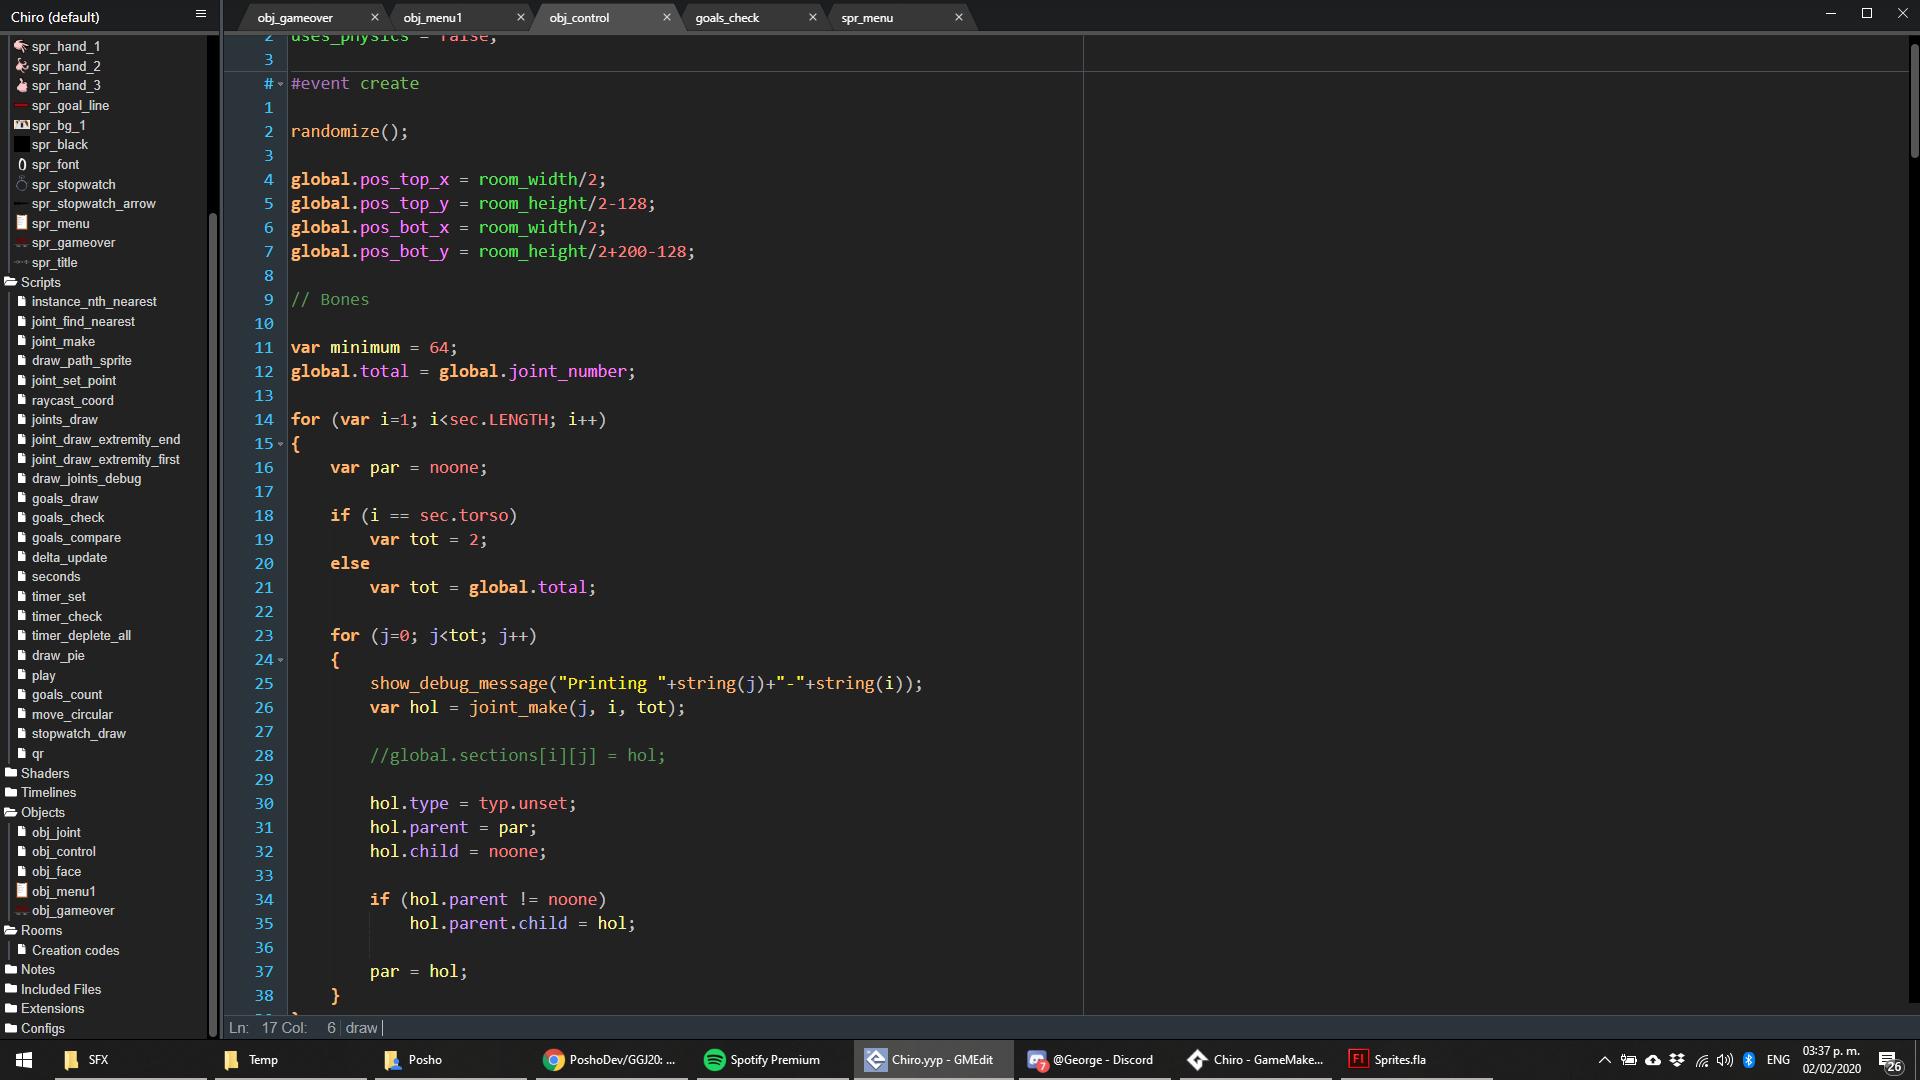 Chiro (default)
obj_gameover
obj_menu1
obj_control
goals_check
spr_menu
spr_hand_1
spr_hand_2
spr_hand_3
spr_goal_line
spr_bg_1
spr_black
spr_font
spr_stopwatch
spr_stopwatch_arrow
spr_menu
spr_gameover
spr_title
Scripts
instance_nth_nearest
joint_find_nearest
joint_make
draw_path_sprite
joint_set_point
raycast_coord
joints_draw
joint_draw_extremity_end
joint_draw_extremity_first
draw_joints_debug
goals_draw
goals_check
goals_compare
delta_update
seconds
timer_set
timer_check
timer_deplete_all
draw_pie
play
goals_count
move_circular
stopwatch_draw
qr
Shaders
Timelines
Objects
obj_joint
obj_control
obj_face
obj_menu1
obj_gameover
Rooms
Creation codes
Notes
Included Files
Extensions
Configs
2 uses_physics = false;
3
# #event create
1
2 randomize();
3
4 global.pos_top_x = room_width/2;
5 global.pos_top_y = room_height/2-128;
6 global.pos_bot_x = room_width/2;
7 global.pos_bot_y = room_height/2+200-128;
8
9 // Bones
10
11 var minimum = 64;
12 global.total = global.joint_number;
13
14 for (var i=1; i<sec.LENGTH; i++)
15 {
16 var par = noone;
17
18 if (i == sec.torso)
19 var tot = 2;
20 else
21 var tot = global.total;
22
23 for (j=0; j<tot; j++)
24 {
25 show_debug_message("Printing "+string(j)+"-"+string(i));
26 var hol = joint_make(j, i, tot);
27
28 //global.sections[i][j] = hol;
29
30 hol.type = typ.unset;
31 hol.parent = par;
32 hol.child = noone;
33
34 if (hol.parent != noone)
35 hol.parent.child = hol;
36
37 par = hol;
38 }
Ln: 17 Col: 6 draw
SFX
Temp
Posho
PoshoDev/GGJ20: ...
Spotify Premium
Chiro.yyp - GMEdit
7
@George - Discord
Chiro - GameMake...
Fl
Sprites.fla
ENG
03:37 p. m.
02/02/2020
26